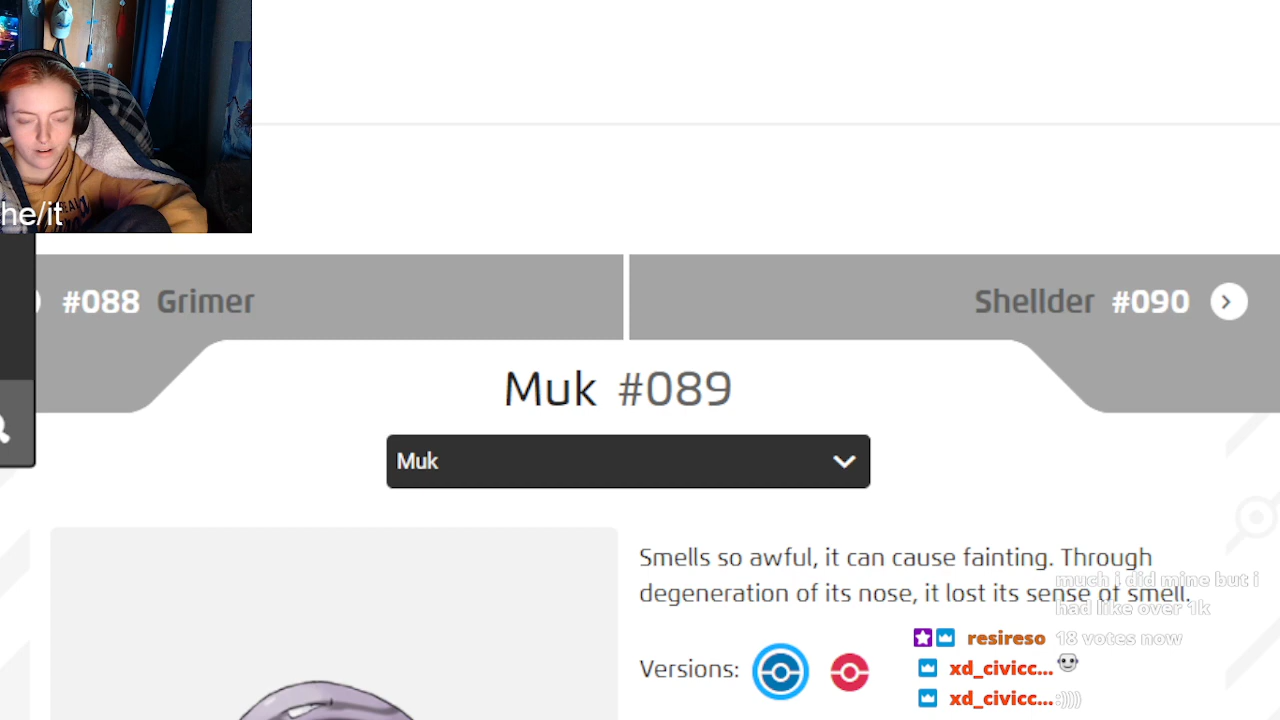 he/it
#088 Grimer
Shellder #090
Muk #089
Muk
Smells so awful, it can cause fainting. Through
degeneration of its nose, it lost its sense of smell.
Versions:
much i did mine but i
had like over 1k
resireso 18 votes now
xd_civicc...
xd_civicc... :))))